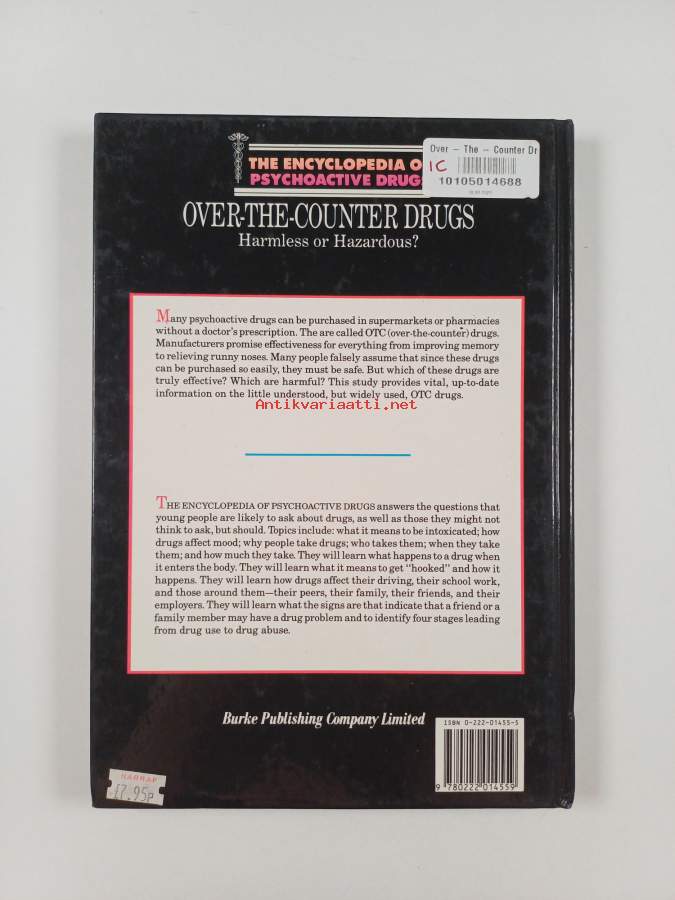 THE ENCYCLOPEDIA O
PSYCHOACTIVE DRUGS
Over - The - Counter Dr
1C
10105014688
OVER-THE-COUNTER DRUGS
Harmless or Hazardous?
Many psychoactive drugs can be purchased in supermarkets or pharmacies
without a doctor's prescription. The are called OTC (over-the-counter) drugs.
Manufacturers promise effectiveness for everything from improving memory
to relieving runny noses. Many people falsely assume that since these drugs
can be purchased so easily, they must be safe. But which of these drugs are
truly effective? Which are harmful? This study provides vital, up-to-date
information on the little understood, but widely used, OTC drugs.
Antikvariaatti.net
THE ENCYCLOPEDIA OF PSYCHOACTIVE DRUGS answers the questions that
young people are likely to ask about drugs, as well as those they might not
think to ask, but should. Topics include: what it means to be intoxicated; how
drugs affect mood; why people take drugs; who takes them; when they take
them; and how much they take. They will learn what happens to a drug when
it enters the body. They will learn what it means to get "hooked" and how it
happens. They will learn how drugs affect their driving, their school work,
and those around them—their peers, their family, their friends, and their
employers. They will learn what the signs are that indicate that a friend or a
family member may have a drug problem and to identify four stages leading
from drug use to drug abuse.
Burke Publishing Company Limited
ISBN 0-222-01455-5
9 780222 014559
HARRAP
£7.95p